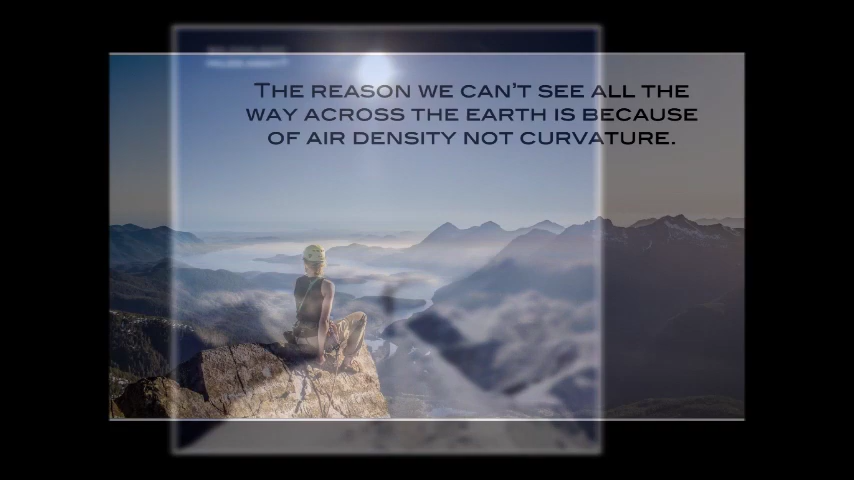 THE REASON WE CAN'T SEE ALL THE
WAY ACROSS THE EARTH IS BECAUSE
OF AIR DENSITY NOT CURVATURE.